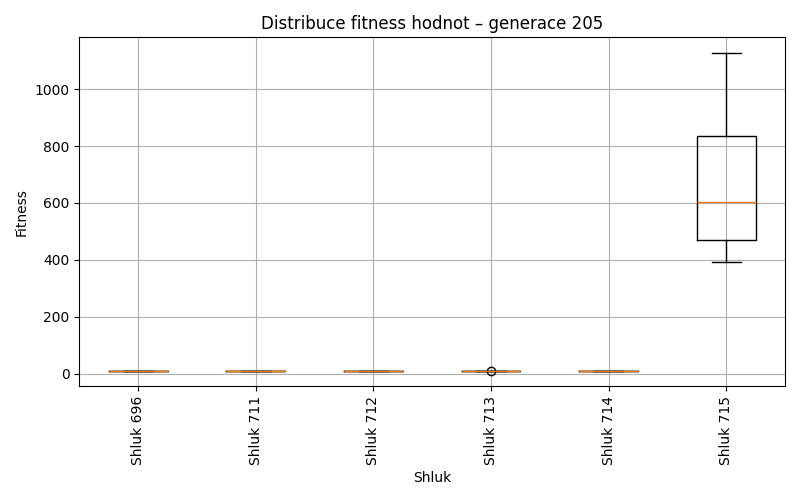 Distribuce fitness hodnot – generace 205
Fitness
1000
800
600
400
200
0
Shluk 696
Shluk 711
Shluk 712
Shluk 713
Shluk 714
Shluk 715
Shluk